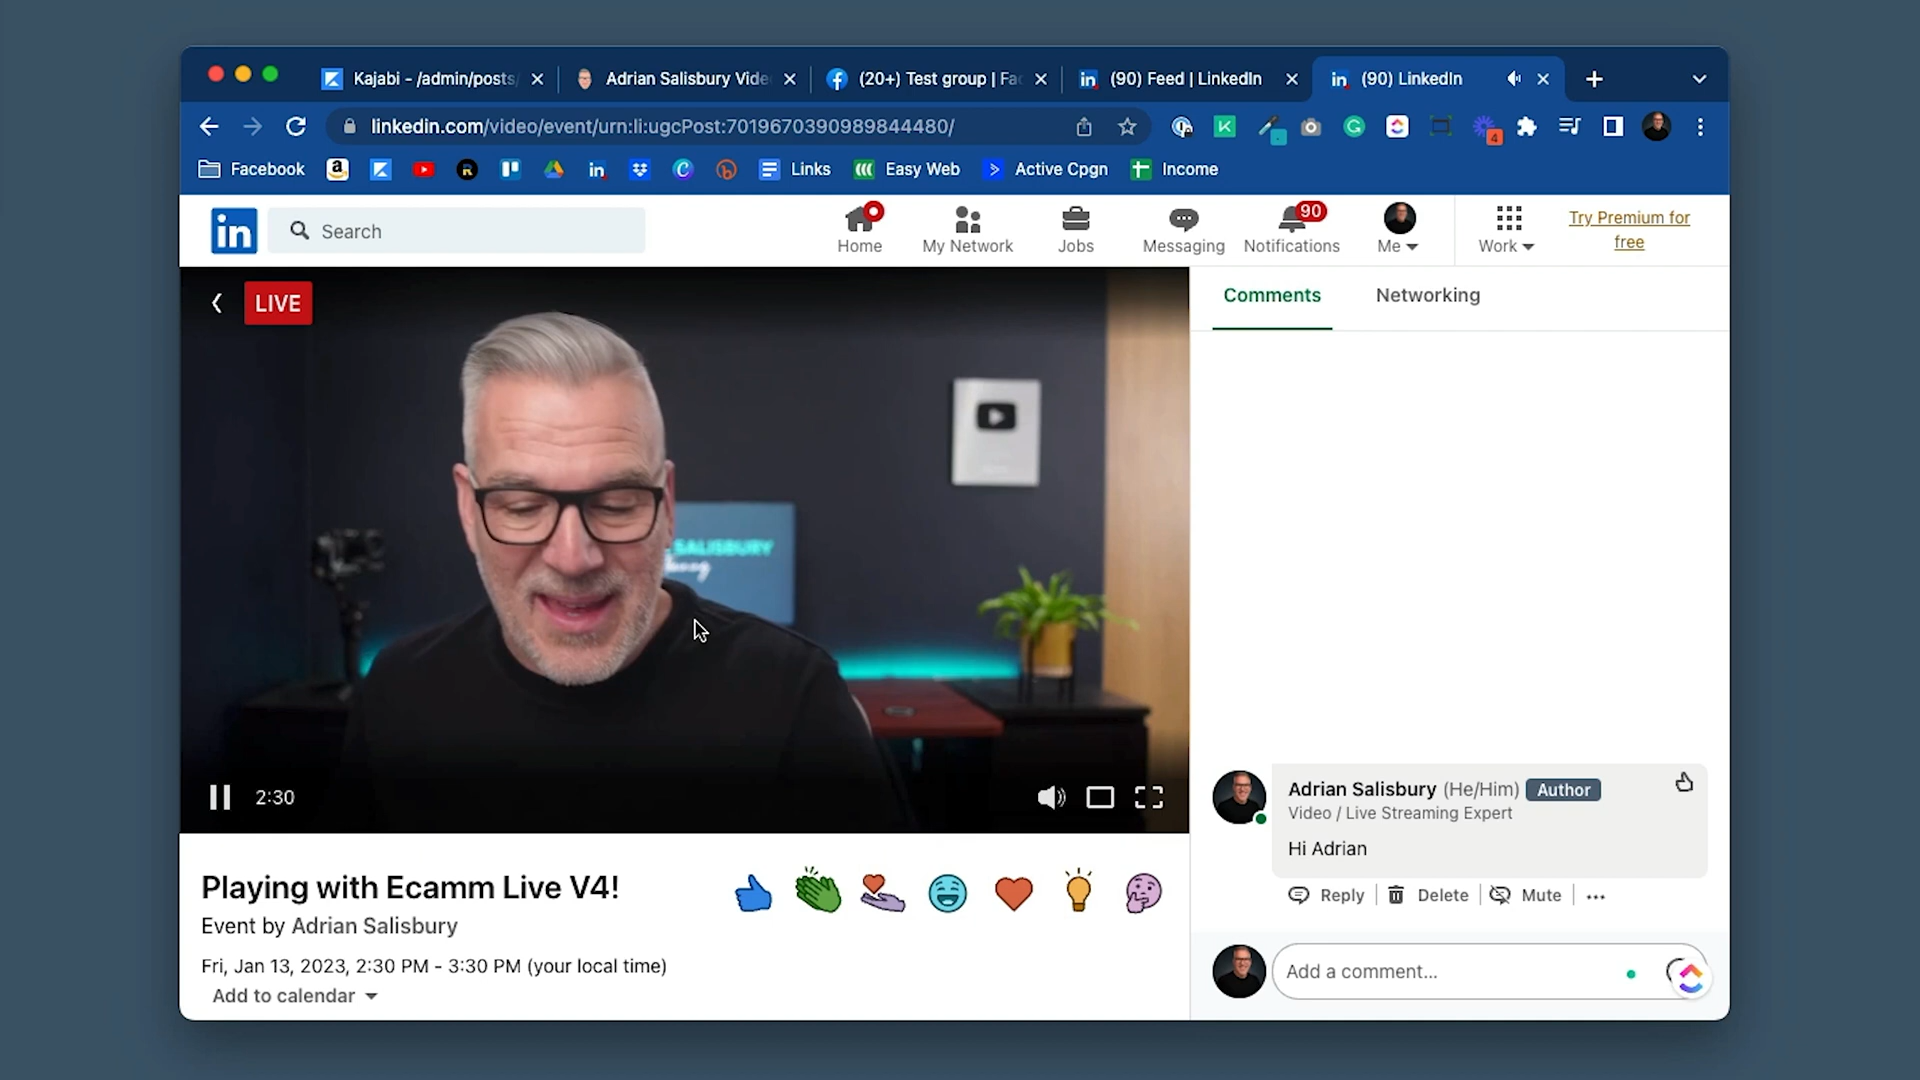 Kajabi - /admin/posts/
Adrian Salisbury Vide
(20+) Test group | Fac
(90) Feed | LinkedIn
(90) LinkedIn
linkedin.com/video/event/urn:li:ugcPost:7019670390989844480/
4
Facebook
Links
Easy Web
Active Cpgn
Income
in
Search
Home
My Network
Jobs
Messaging
90
Notifications
Me
Work
Try Premium for
free
LIVE
Comments
Networking
SALISBURY
2:30
Adrian Salisbury (He/Him) Author
Video / Live Streaming Expert
Hi Adrian
Reply
Delete
Mute
Playing with Ecamm Live V4!
Event by Adrian Salisbury
Fri, Jan 13, 2023, 2:30 PM - 3:30 PM (your local time)
Add to calendar
Add a comment...